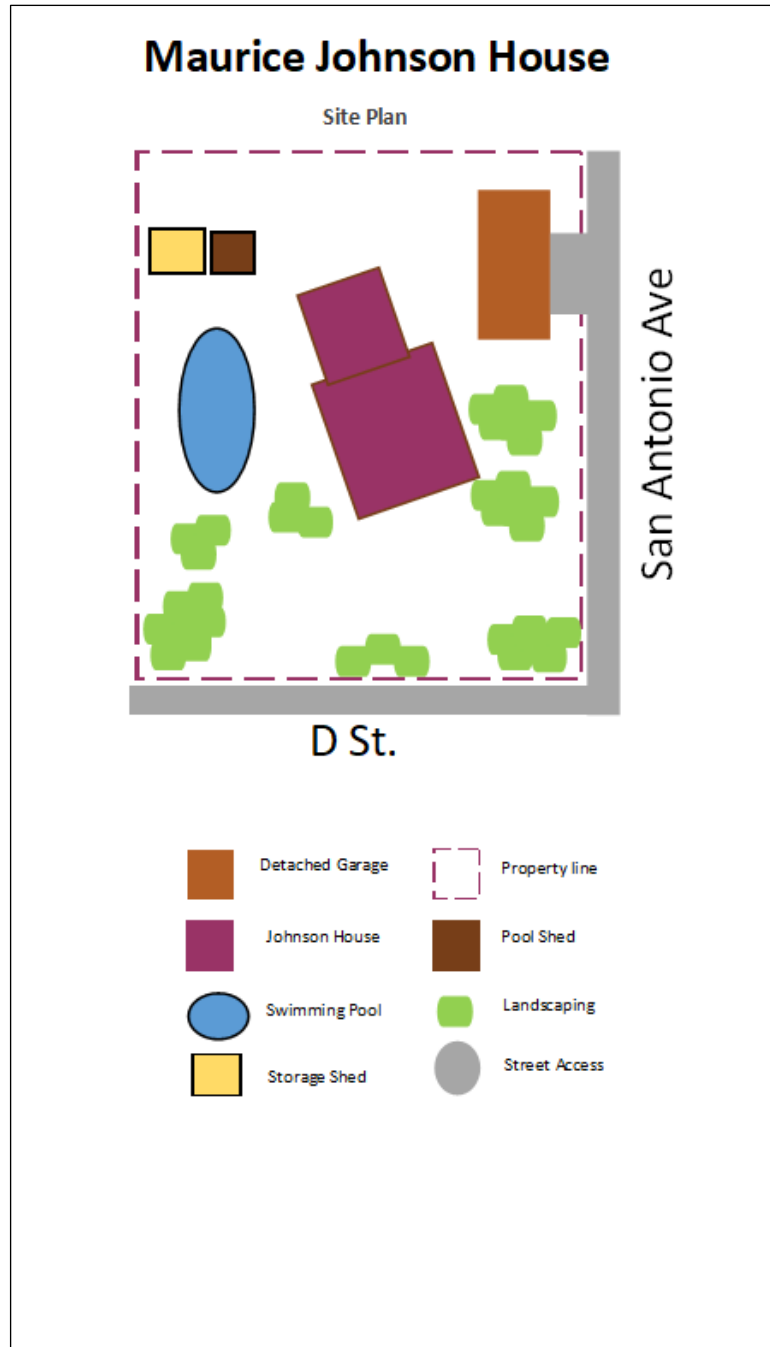 Maurice Johnson House
Site Plan
San Antonio Ave
D St.
Detached Garage
Property line
Johnson House
Pool Shed
Swimming Pool
Landscaping
Storage Shed
Street Access